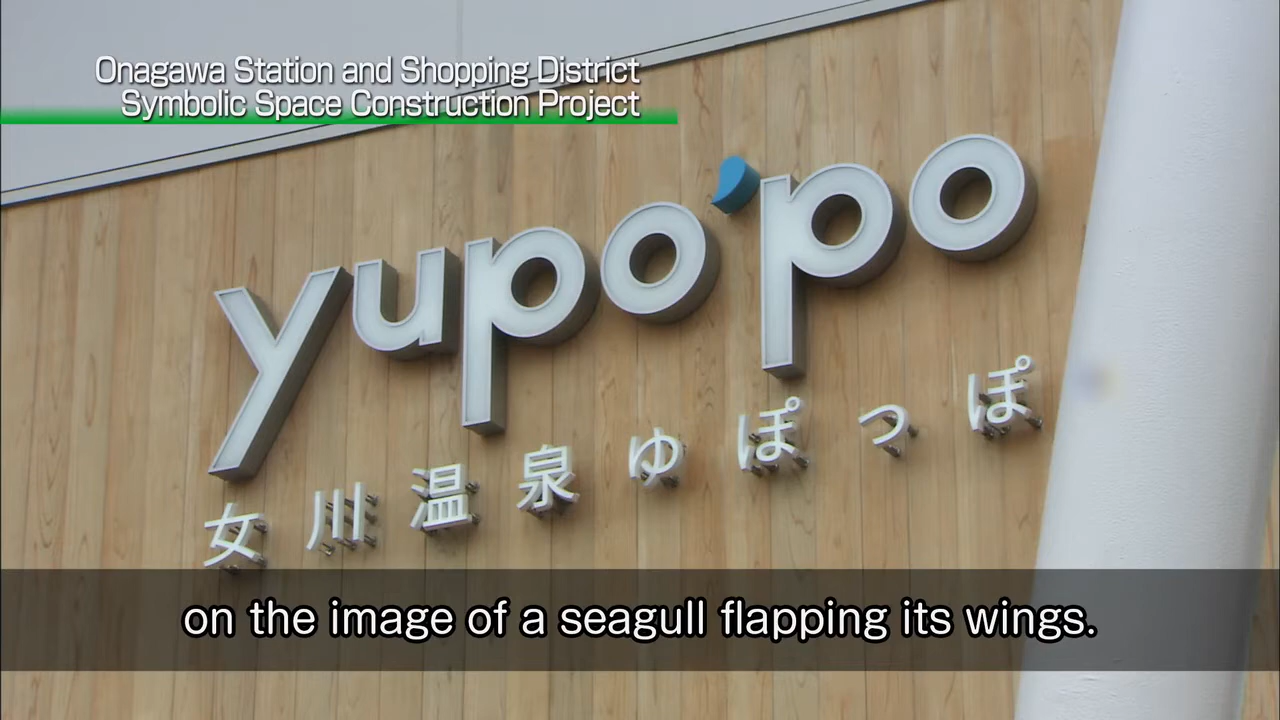 Onagawa Station and Shopping District
Symbolic Space Construction Project
yupo'po
女川温泉ゆぽっぽ
on the image of a seagull flapping its wings.